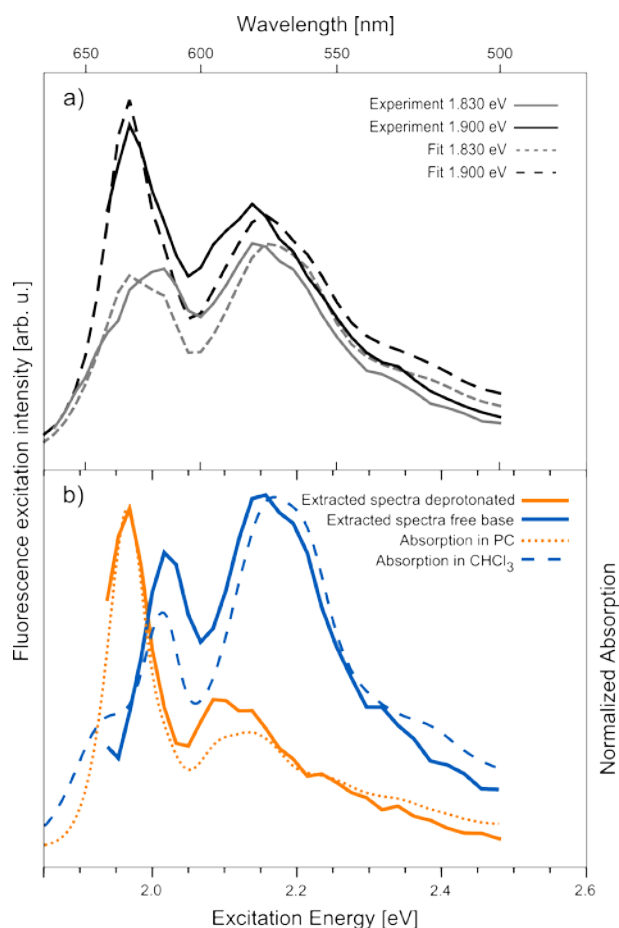 Wavelength [nm]
650 600 550 500
a)
Experiment 1.830 eV
Experiment 1.900 eV
Fit 1.830 eV
Fit 1.900 eV
Fluorescence excitation intensity [arb. u.]
b)
Extracted spectra deprotonated
Extracted spectra free base
Absorption in PC
Absorption in CHCl3
Normalized Absorption
2.0 2.2 2.4 2.6
Excitation Energy [eV]